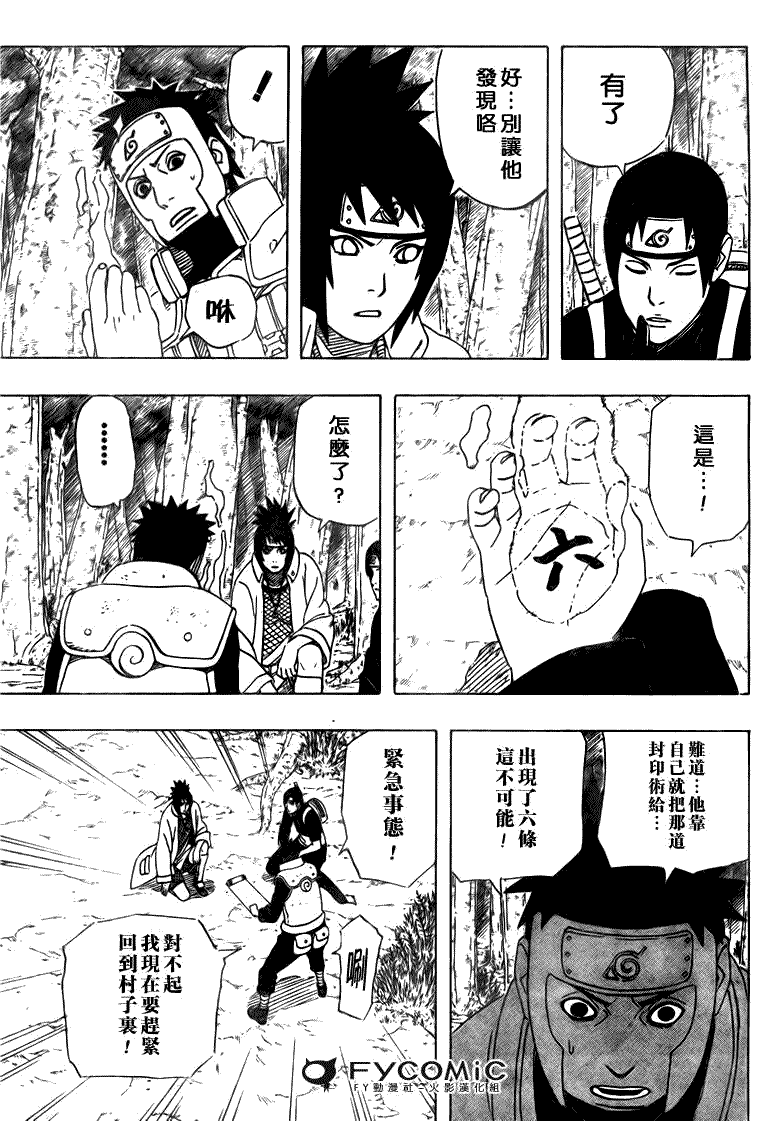 有了
好…別讓他
發現咯
！
咻
這是…！
六
怎麼了？
……
難道…他靠
自己就把那道
封印術給…
出現了六條
這不可能！
緊急事態！
唰
對不起
我現在要趕緊
回到村子裏！
FYCOMiC
FY動漫社-火影漢化組